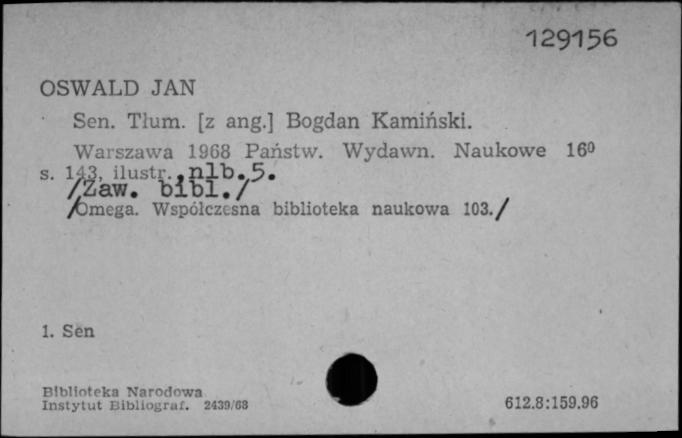 129156
OSWALD JAN
Sen. Tłum. [z ang.] Bogdan Kamiński.
Warszawa 1968 Państw. Wydawn. Naukowe 16⁰
s. 143, ilustr., nlb.5.
/Zaw. bibl./
/Omega. Współczesna biblioteka naukowa 103./
1. Sen
Biblioteka Narodowa
Instytut Bibliograf. 2439/68
612.8:159.96